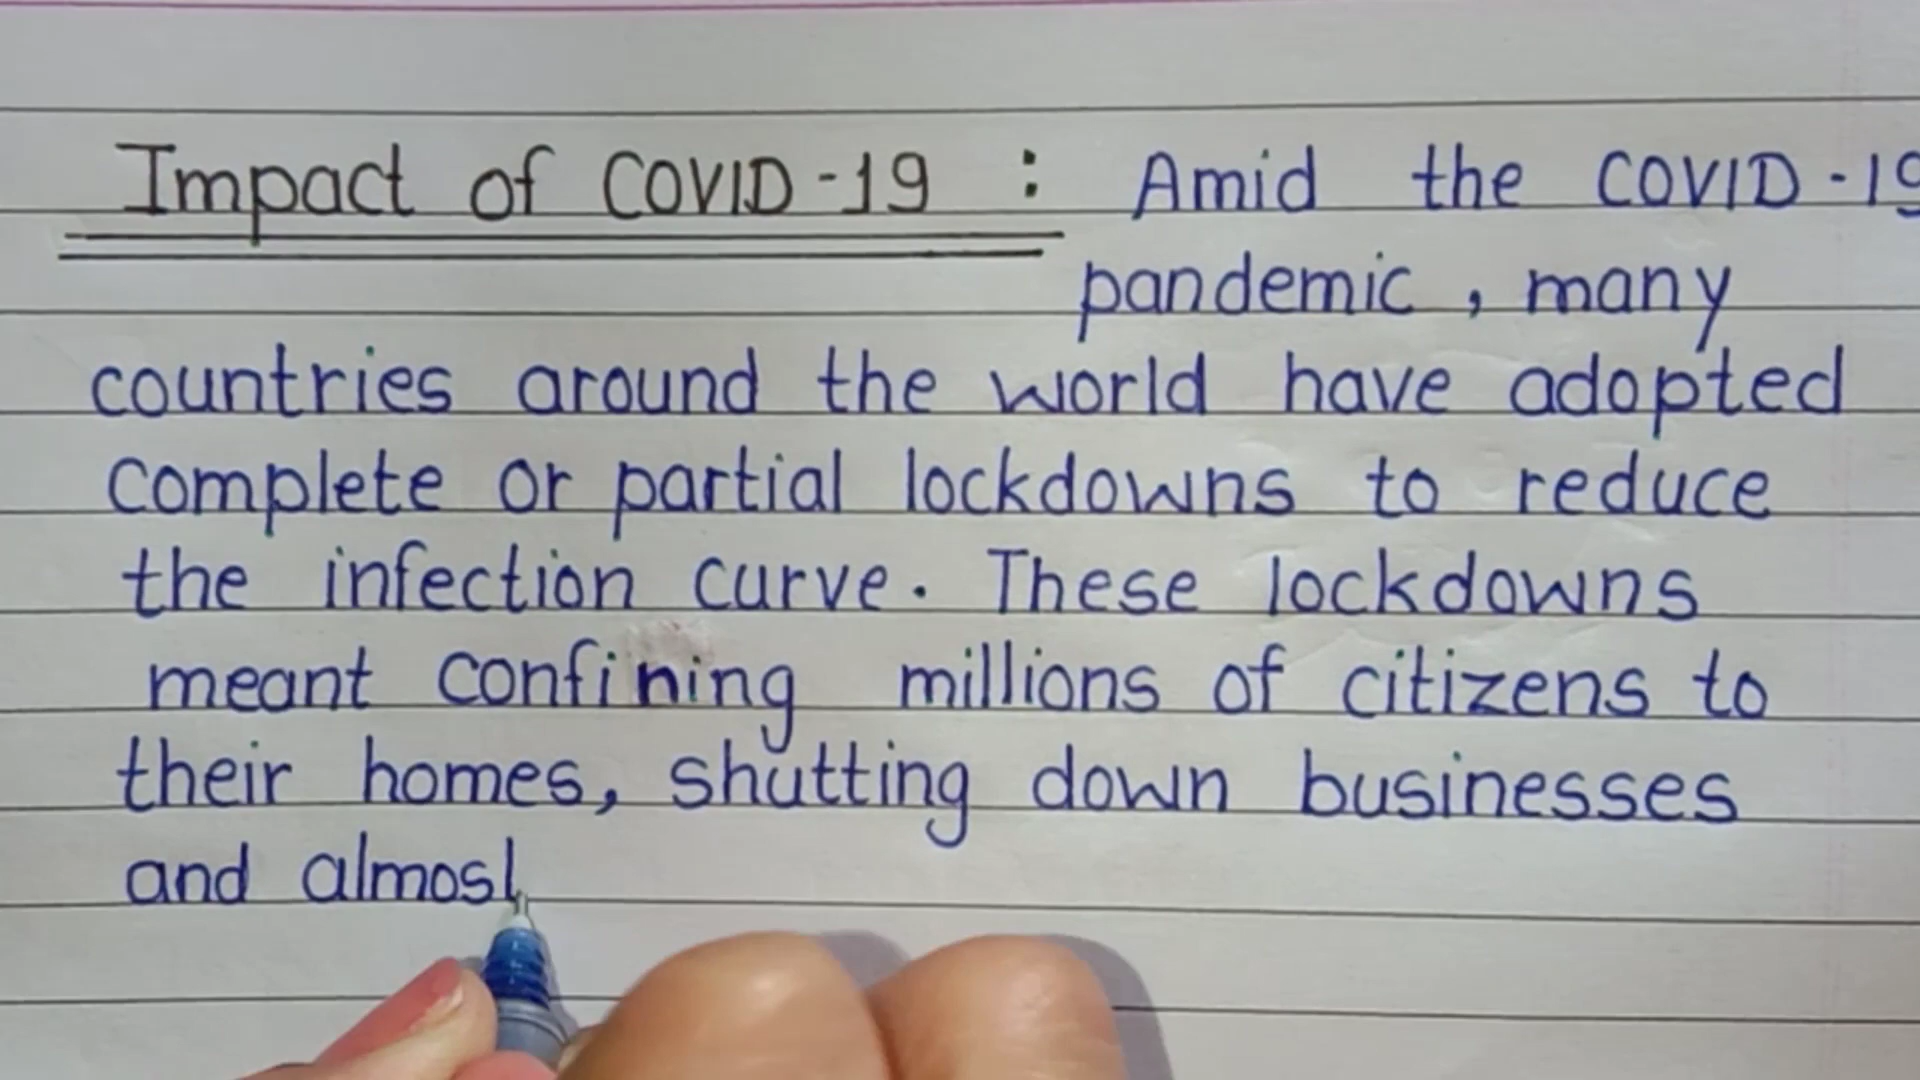 Impact of COVID-19 : Amid the COVID-19
pandemic, many
countries around the world have adopted
complete or partial lockdowns to reduce
the infection curve. These lockdowns
meant confining millions of citizens to
their homes, shutting down businesses
and almost